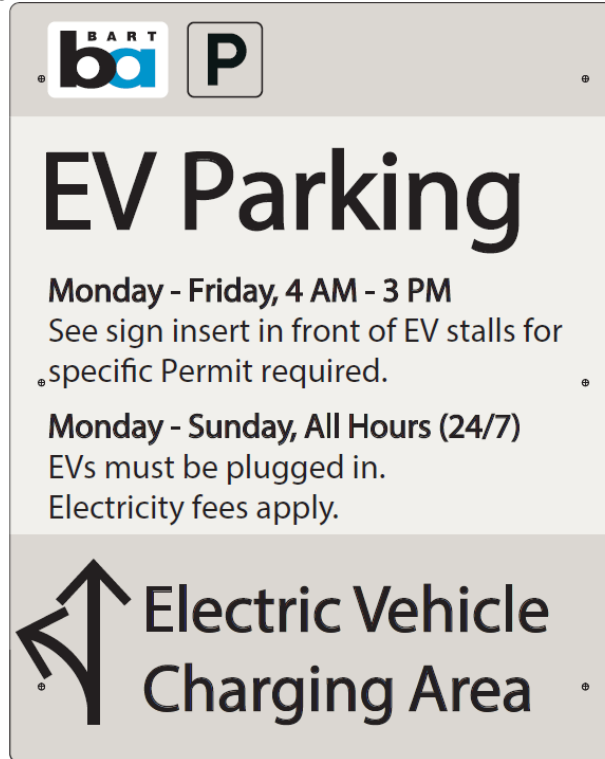 BART
ba
P
EV Parking
Monday - Friday, 4 AM - 3 PM
See sign insert in front of EV stalls for
specific Permit required.
Monday - Sunday, All Hours (24/7)
EVs must be plugged in.
Electricity fees apply.
Electric Vehicle
Charging Area